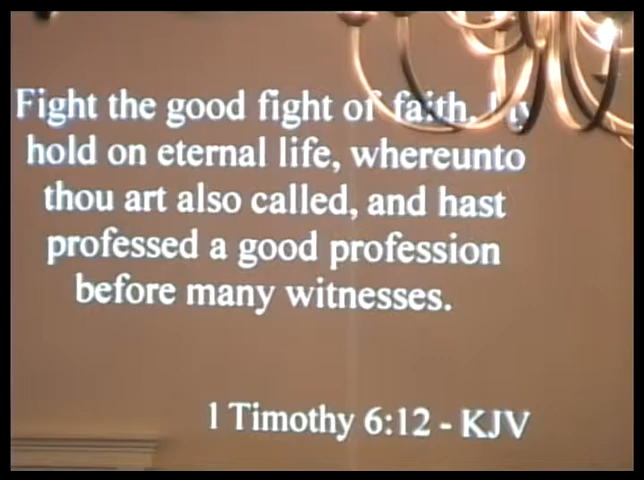 Fight the good fight of faith,
hold on eternal life, whereunto
thou art also called, and hast
professed a good profession
before many witnesses.
1 Timothy 6:12 - KJV